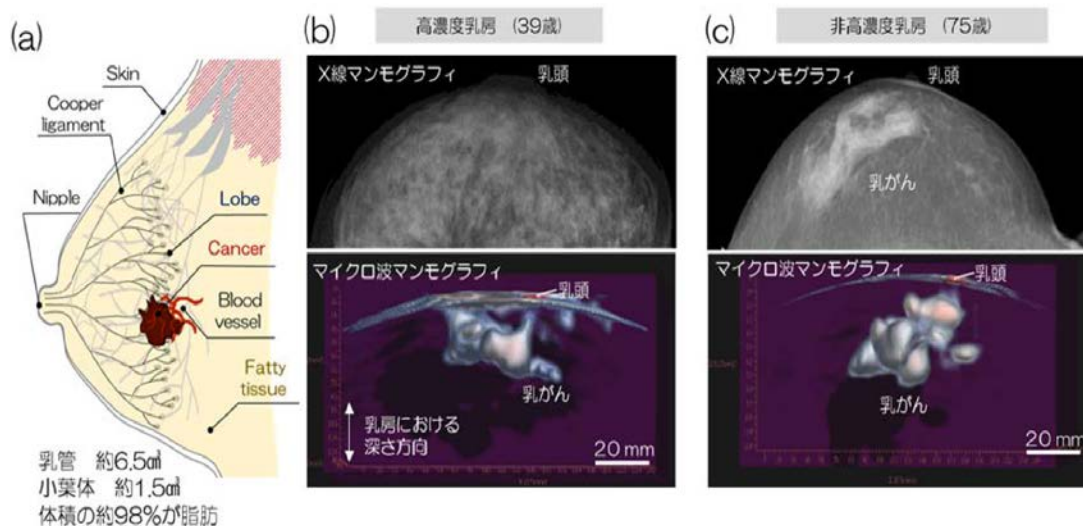 (a)
Skin
Cooper
ligament
Nipple
Lobe
Cancer
Blood
vessel
Fatty
tissue
乳管 約6.5㎤
小葉体 約1.5㎤
体積の約98%が脂肪
(b)
高濃度乳房 (39歳)
X線マンモグラフィ
乳頭
マイクロ波マンモグラフィ
乳頭
乳がん
乳房における
深さ方向
20 mm
(c)
非高濃度乳房 (75歳)
X線マンモグラフィ
乳頭
乳がん
マイクロ波マンモグラフィ
乳頭
乳がん
20 mm